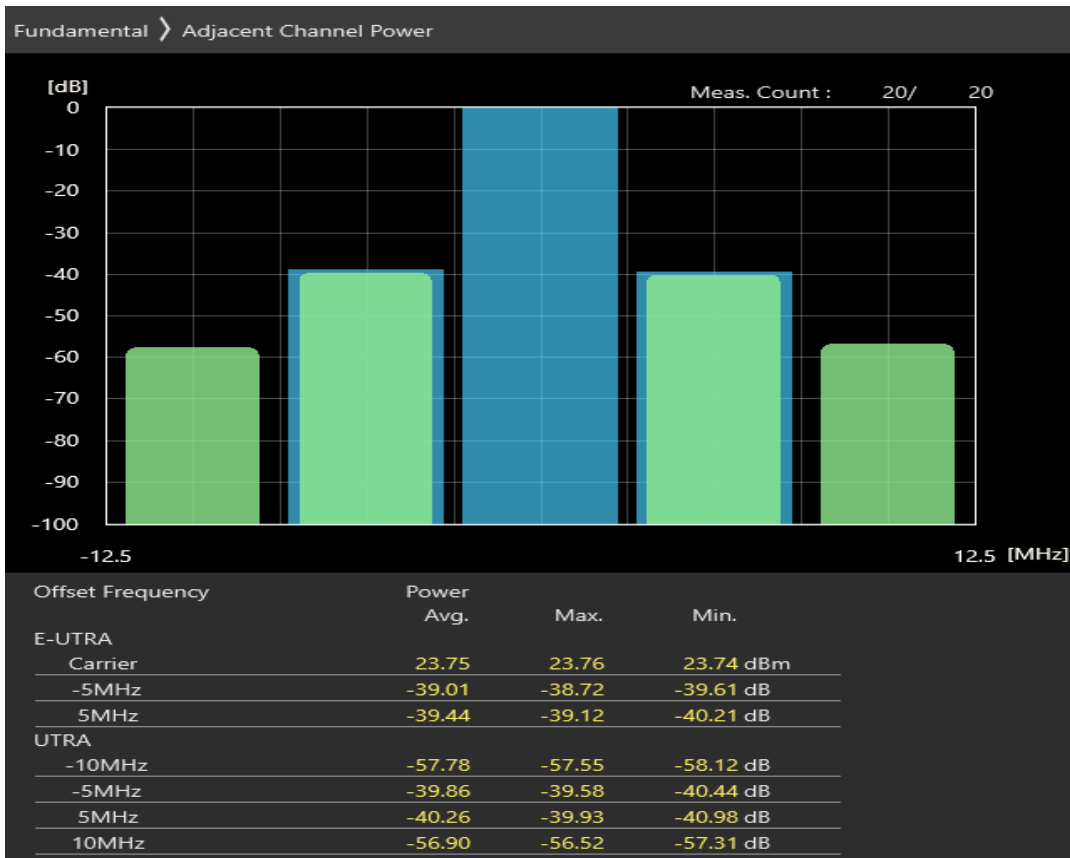 Fundamental 〉 Adjacent Channel Power
[dB]
Meas. Count : 20/ 20
0
-10
-20
-30
-40
-50
-60
-70
-80
-90
-100
-12.5 12.5 [MHz]
Offset Frequency Power
Avg. Max. Min.
E-UTRA
Carrier 23.75 23.76 23.74 dBm
-5MHz -39.01 -38.72 -39.61 dB
5MHz -39.44 -39.12 -40.21 dB
UTRA
-10MHz -57.78 -57.55 -58.12 dB
-5MHz -39.86 -39.58 -40.44 dB
5MHz -40.26 -39.93 -40.98 dB
10MHz -56.90 -56.52 -57.31 dB